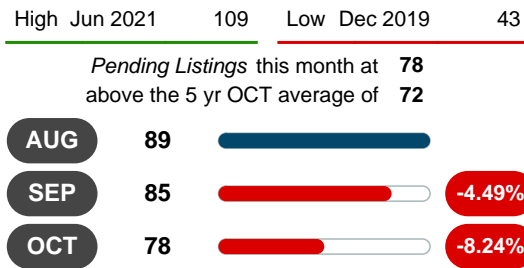 High Jun 2021 109 Low Dec 2019 43
Pending Listings this month at 78
above the 5 yr OCT average of 72
AUG 89
SEP 85 -4.49%
OCT 78 -8.24%